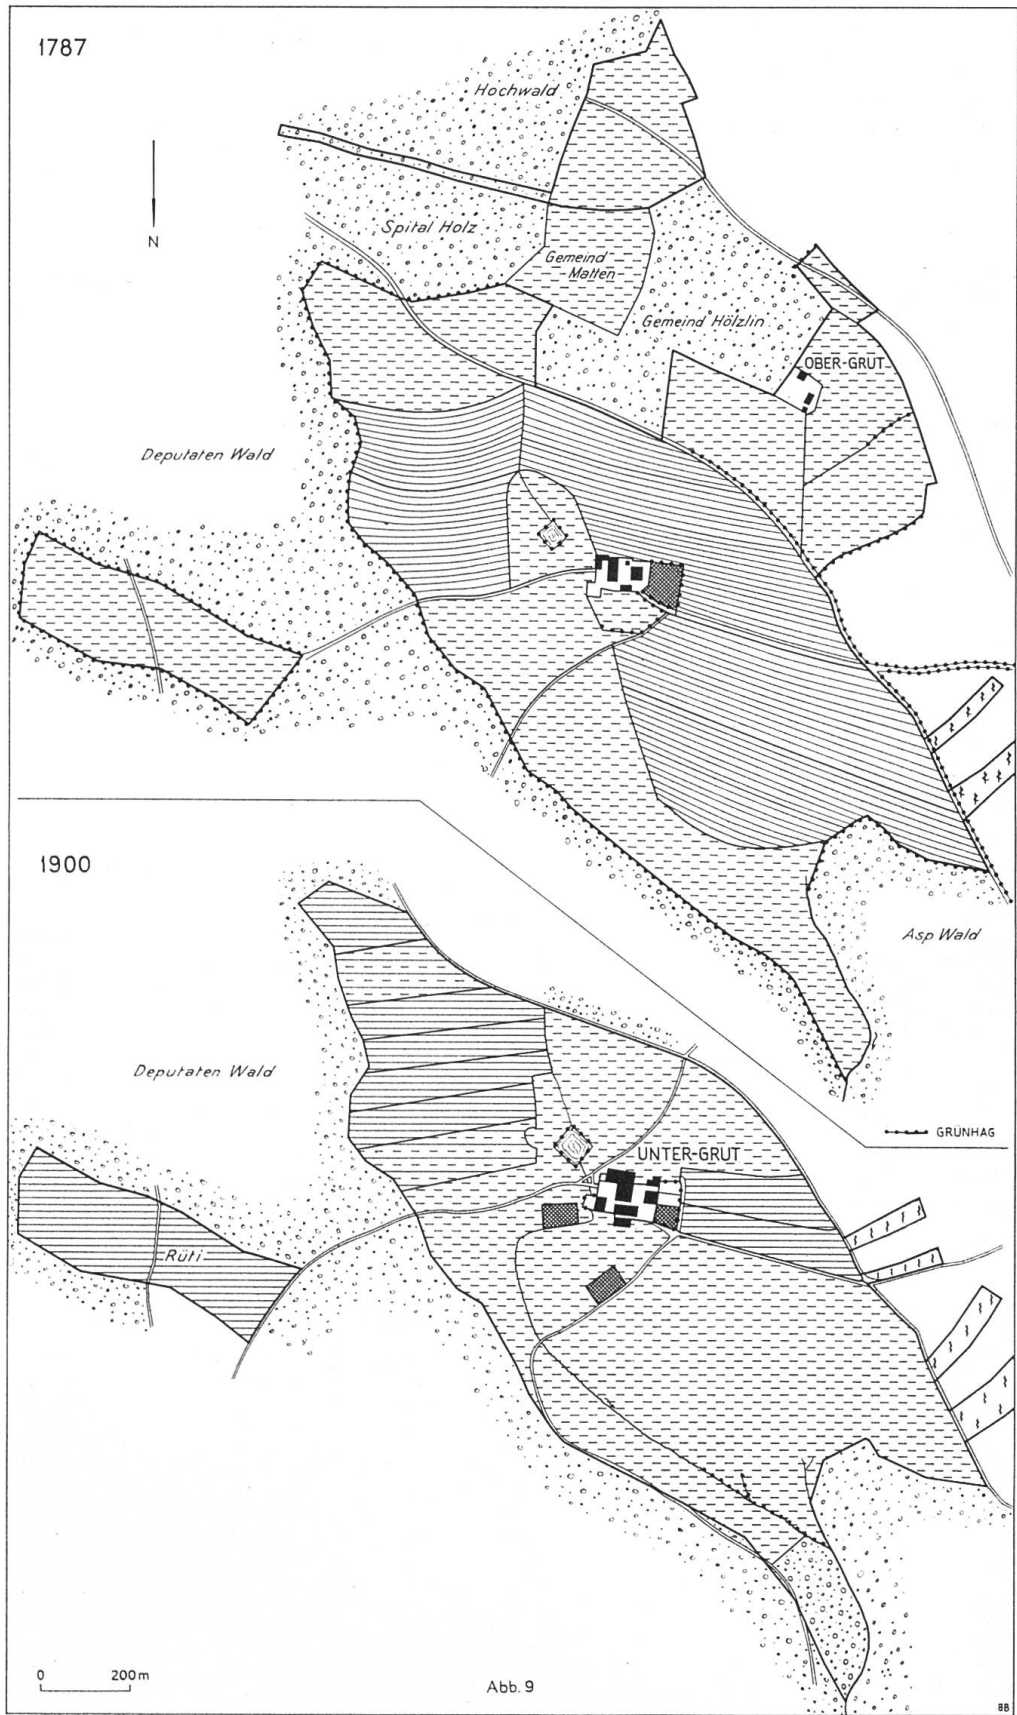 1787
Hochwald
N
Spital Holz
Gemeind
Matten
Gemeind Hölzlin
OBER-GRUT
Deputaten Wald
1900
Asp Wald
Deputaten Wald
GRÜNHAG
UNTER-GRUT
Rüti
0 200m
Abb. 9
BB